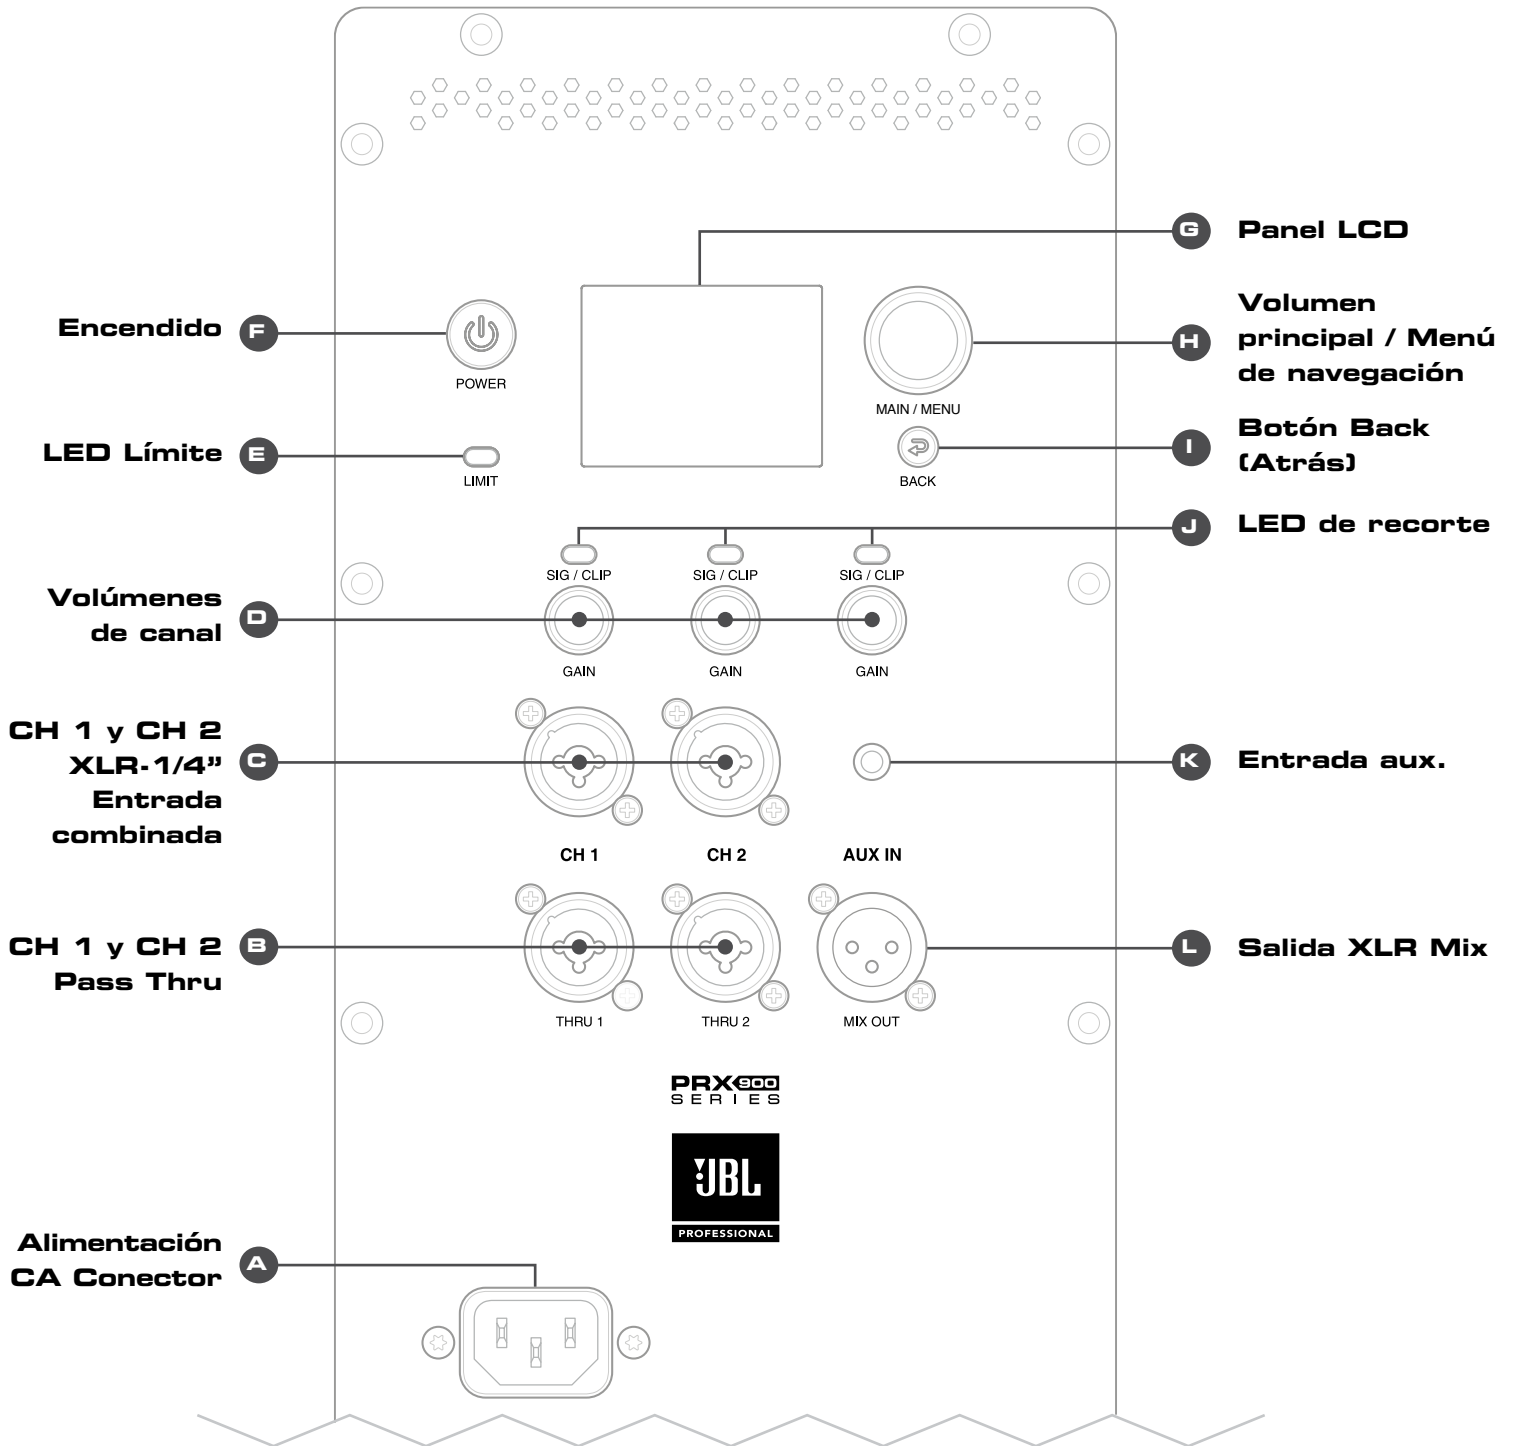 G Panel LCD
F Encendido
POWER
H Volumen
principal / Menú
de navegación
MAIN / MENU
E LED Límite
LIMIT
I Botón Back
(Atrás)
BACK
J LED de recorte
SIG / CLIP SIG / CLIP SIG / CLIP
D Volúmenes
de canal
GAIN GAIN GAIN
C CH 1 y CH 2
XLR-1/4”
Entrada
combinada
K Entrada aux.
CH 1 CH 2 AUX IN
B CH 1 y CH 2
Pass Thru
L Salida XLR Mix
THRU 1 THRU 2 MIX OUT
PRX 900
SERIES
JBL
PROFESSIONAL
A Alimentación
CA Conector